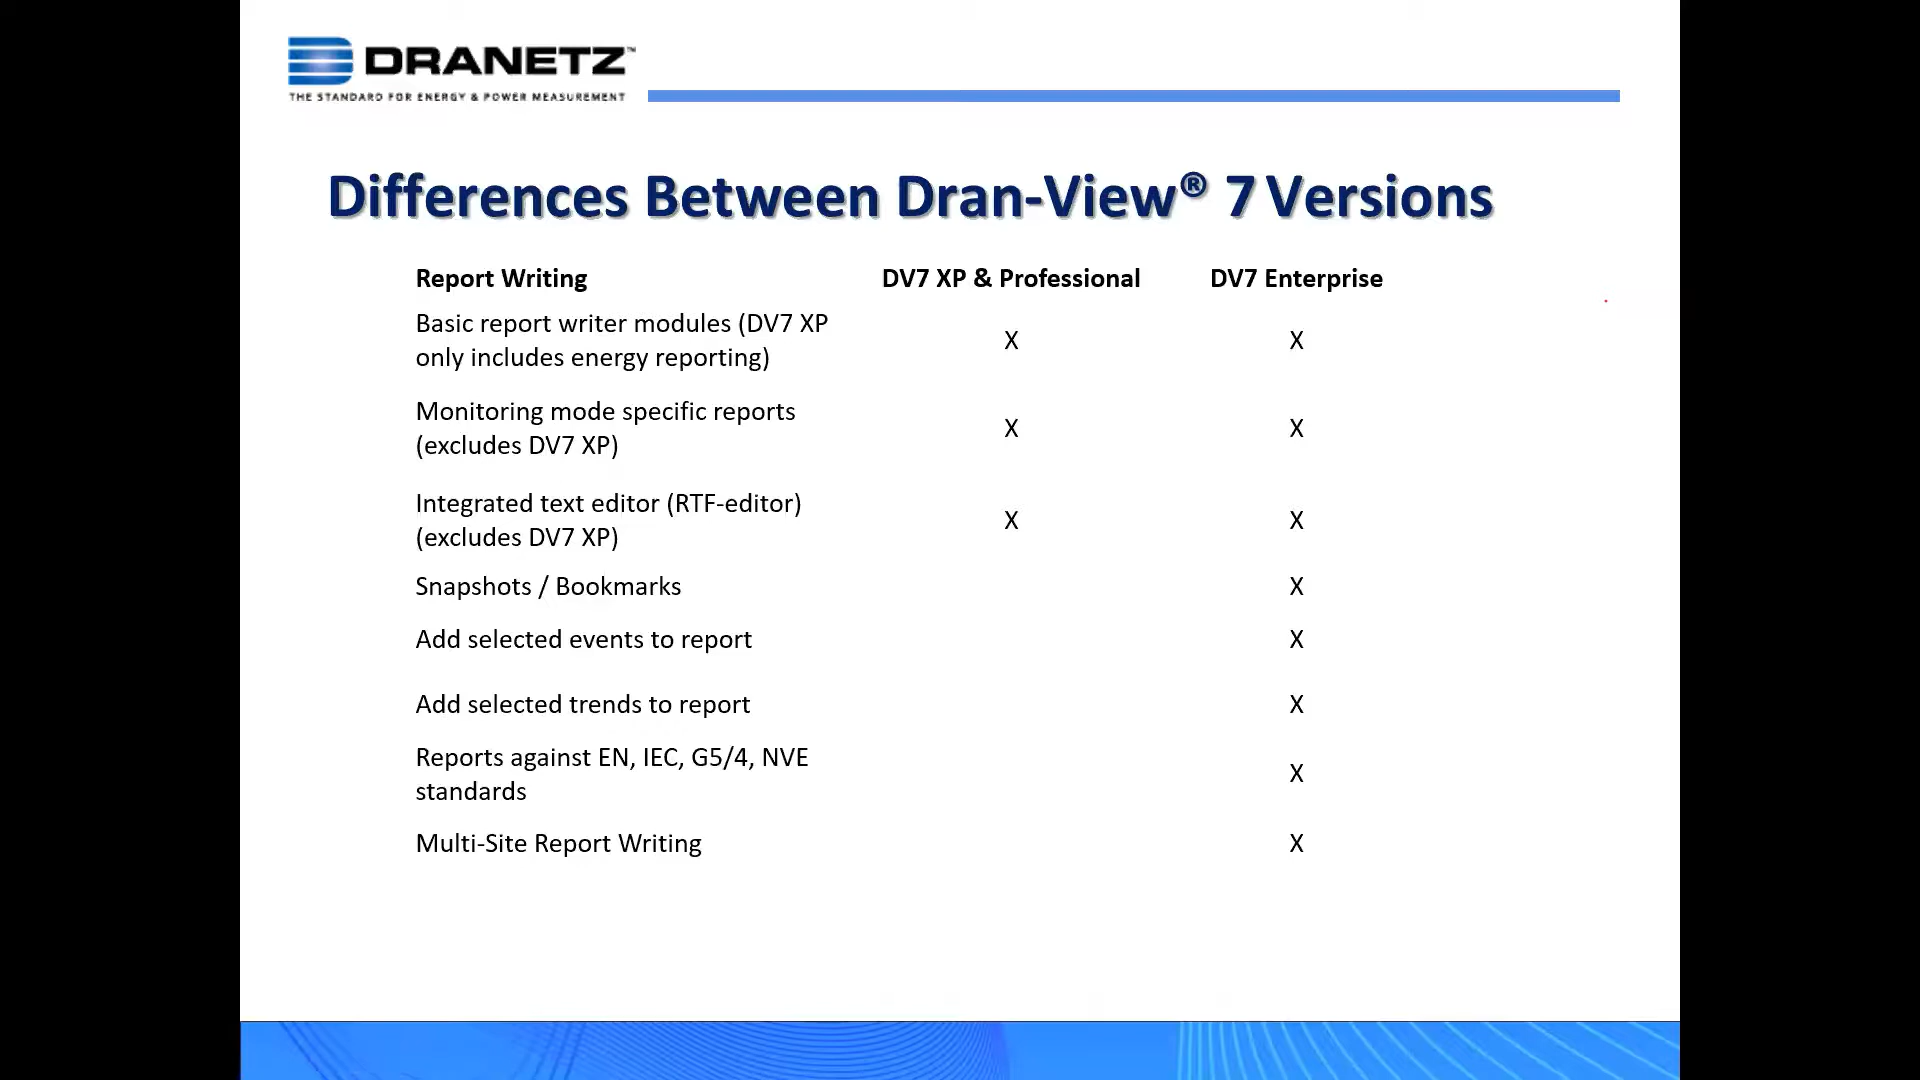 DRANETZ™
THE STANDARD FOR ENERGY & POWER MEASUREMENT
Differences Between Dran-View® 7 Versions
Report Writing DV7 XP & Professional DV7 Enterprise
Basic report writer modules (DV7 XP
only includes energy reporting) X X
Monitoring mode specific reports
(excludes DV7 XP) X X
Integrated text editor (RTF-editor)
(excludes DV7 XP) X X
Snapshots / Bookmarks X
Add selected events to report X
Add selected trends to report X
Reports against EN, IEC, G5/4, NVE
standards X
Multi-Site Report Writing X